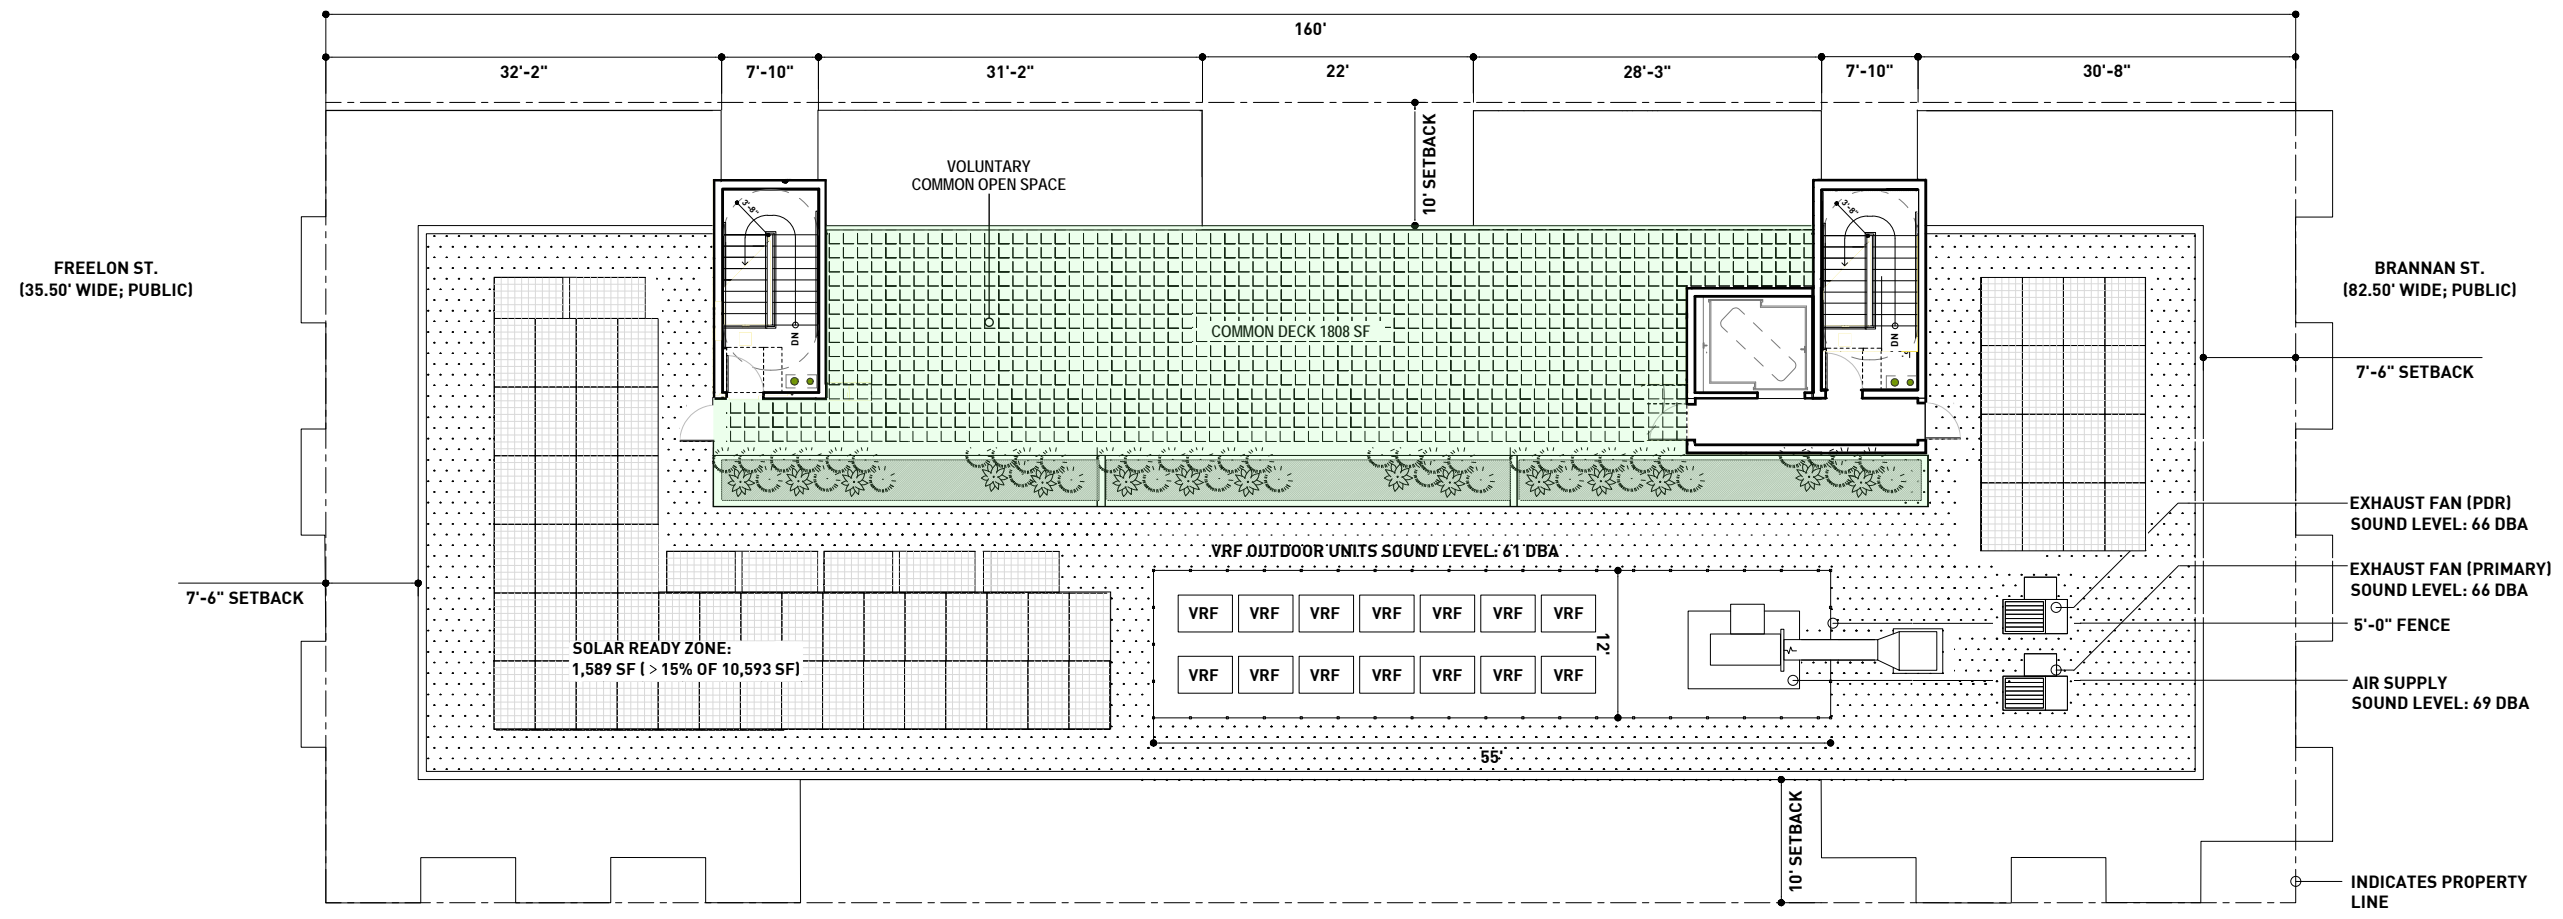 160'
32'-2"
7'-10"
31'-2"
22'
28'-3"
7'-10"
30'-8"
10' SETBACK
VOLUNTARY
COMMON OPEN SPACE
3'-8"
3'-8"
FREELON ST.
(35.50' WIDE; PUBLIC)
BRANNAN ST.
(82.50' WIDE; PUBLIC)
COMMON DECK 1808 SF
DN
DN
7'-6" SETBACK
EXHAUST FAN (PDR)
SOUND LEVEL: 66 DBA
VRF OUTDOOR UNITS SOUND LEVEL: 61 DBA
EXHAUST FAN (PRIMARY)
SOUND LEVEL: 66 DBA
7'-6" SETBACK
VRF VRF VRF VRF VRF VRF VRF
12'
5'-0" FENCE
SOLAR READY ZONE:
1,589 SF ( >15% OF 10,593 SF)
VRF VRF VRF VRF VRF VRF VRF
AIR SUPPLY
SOUND LEVEL: 69 DBA
55'
10' SETBACK
INDICATES PROPERTY
LINE